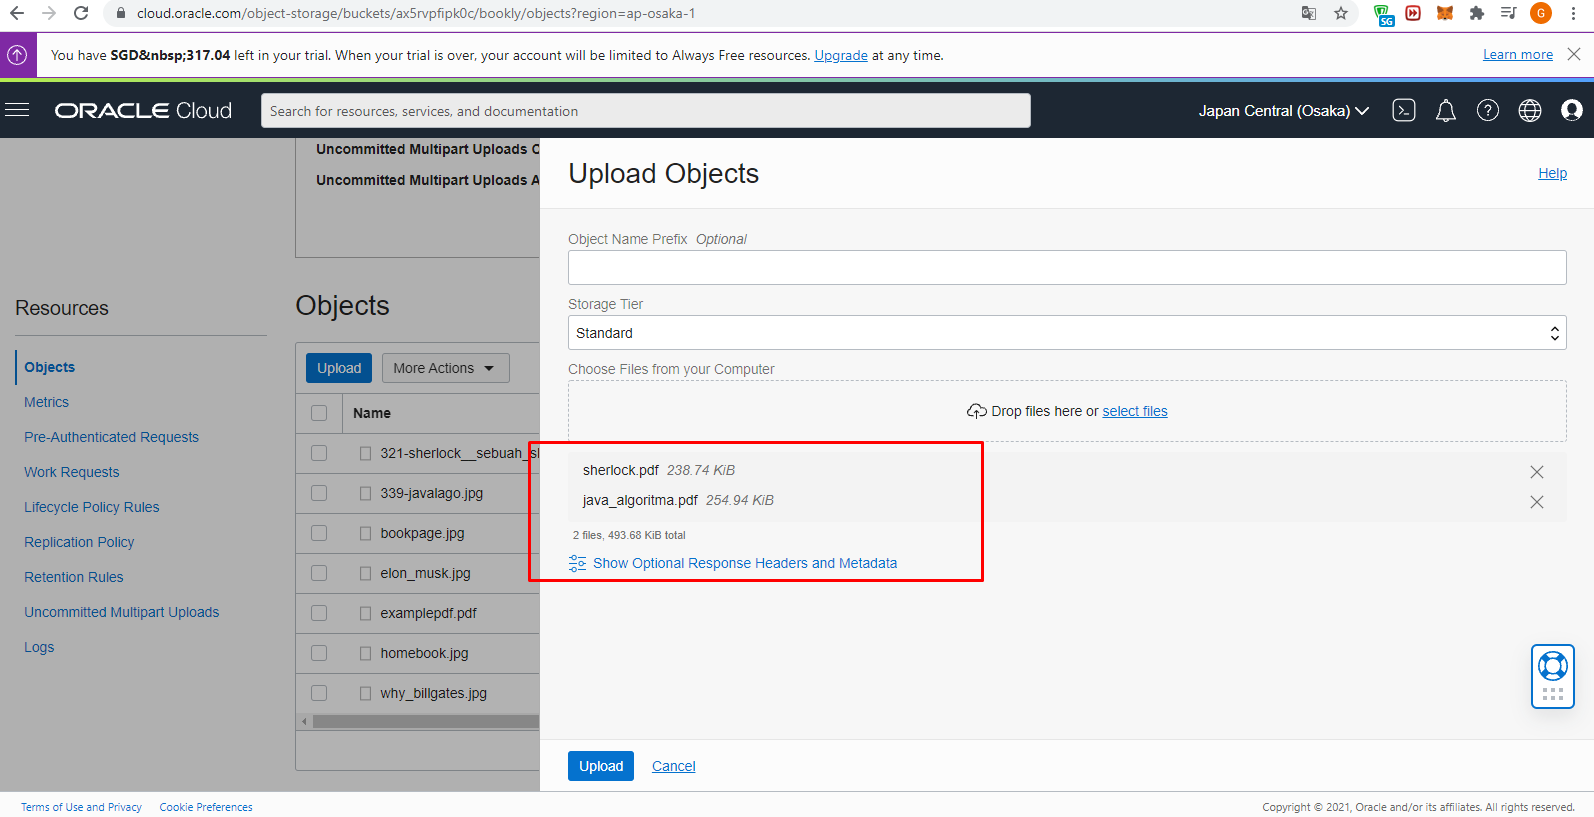 cloud.oracle.com/object-storage/buckets/ax5rvpfipk0c/bookly/objects?region=ap-osaka-1
SG
G
You have SGD&nbsp;317.04 left in your trial. When your trial is over, your account will be limited to Always Free resources. Upgrade at any time.
Learn more
ORACLE Cloud
Search for resources, services, and documentation
Japan Central (Osaka)
Uncommitted Multipart Uploads C
Uncommitted Multipart Uploads A
Resources
Objects
Metrics
Pre-Authenticated Requests
Work Requests
Lifecycle Policy Rules
Replication Policy
Retention Rules
Uncommitted Multipart Uploads
Logs
Objects
Upload
More Actions
Name
321-sherlock__sebuah_sl
339-javalago.jpg
bookpage.jpg
elon_musk.jpg
examplepdf.pdf
homebook.jpg
why_billgates.jpg
Upload Objects
Help
Object Name Prefix Optional
Storage Tier
Standard
Choose Files from your Computer
Drop files here or select files
sherlock.pdf 238.74 KiB
java_algoritma.pdf 254.94 KiB
2 files, 493.68 KiB total
Show Optional Response Headers and Metadata
Upload
Cancel
Terms of Use and Privacy
Cookie Preferences
Copyright © 2021, Oracle and/or its affiliates. All rights reserved.